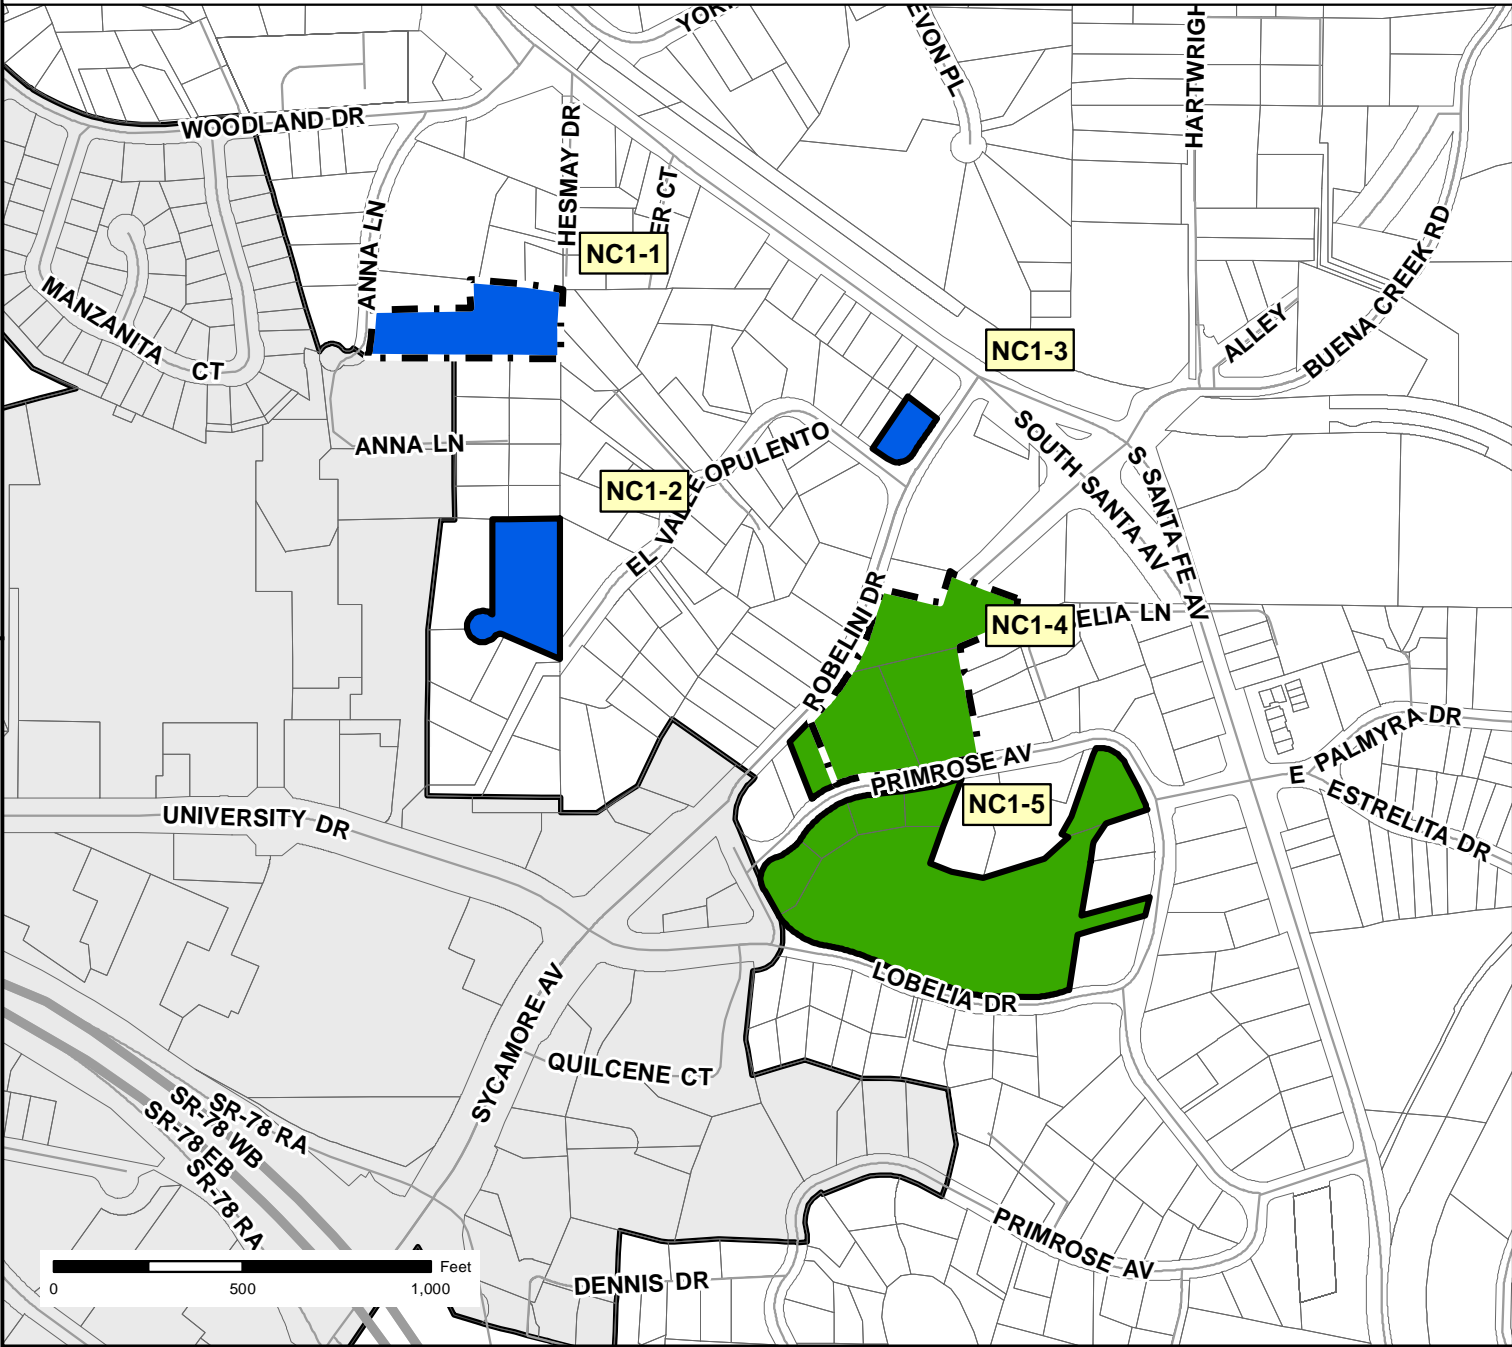 EVON PL
HARTWRIGH
WOODLAND DR
HESMAY DR
ER CT
ANNA LN
NC1-1
BUENA CREEK RD
MANZANITA CT
ALLEY
NC1-3
ANNA LN
EL VALLE OPULENTO
NC1-2
SOUTH SANTA AV
S SANTA FE AV
ROBELINI DR
NC1-4
ELIA LN
PRIMROSE AV
NC1-5
E PALMYRA DR
ESTRELITA DR
UNIVERSITY DR
LOBELIA DR
SYCAMORE AV
QUILCENE CT
SR-78 RA
SR-78 WB
SR-78 EB
SR-78 RA
PRIMROSE AV
DENNIS DR
Feet
0 500 1,000